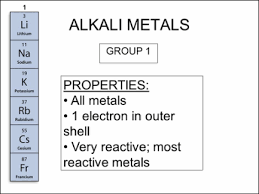 1
3
Li
Lithium
11
Na
Sodium
19
K
Potassium
37
Rb
Rubidium
55
Cs
Cesium
87
Fr
Francium
ALKALI METALS
GROUP 1
PROPERTIES:
• All metals
• 1 electron in outer
shell
• Very reactive; most
reactive metals